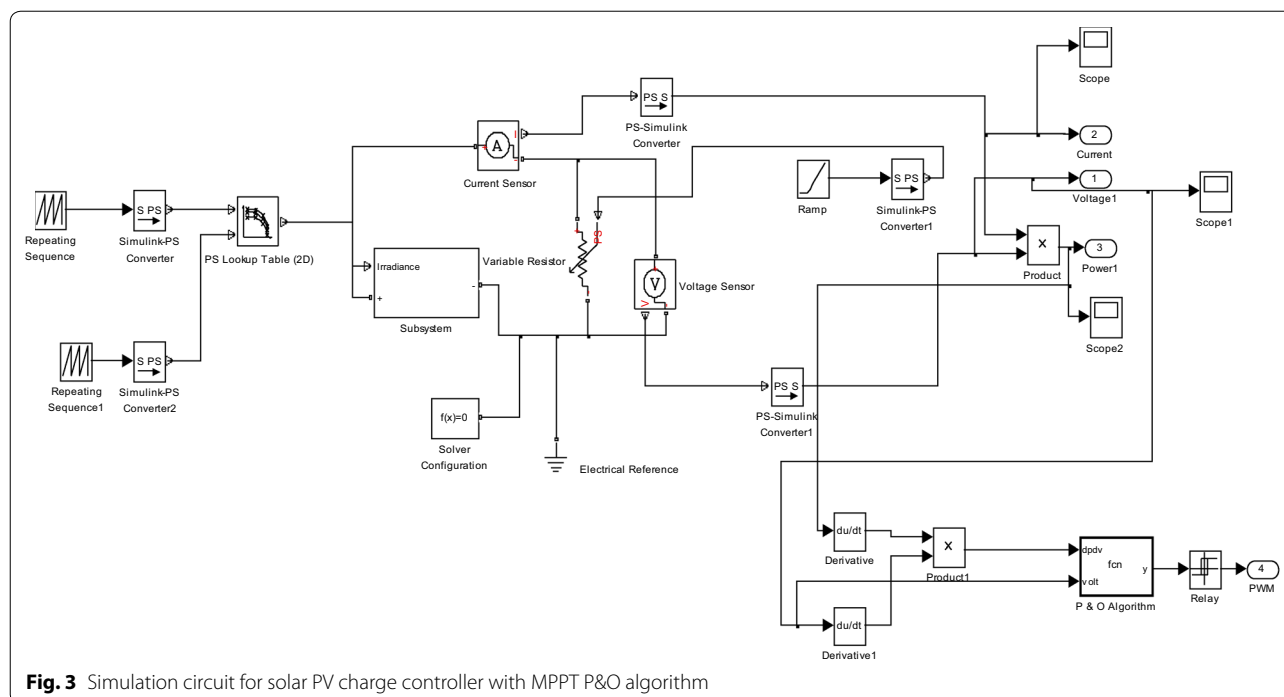 Scope
PS S
PS-Simulink
Converter
2
Current
A
I
+
-
Current Sensor
1
Voltage1
Scope1
Ramp
S PS
Simulink-PS
Converter1
Repeating
Sequence
S PS
Simulink-PS
Converter
PS Lookup Table (2D)
Irradiance
+
-
Subsystem
Variable Resistor
+
PS
-
+
V
V
-
Voltage Sensor
X
Product
3
Power1
Scope2
Repeating
Sequence1
S PS
Simulink-PS
Converter2
f(x)=0
Solver
Configuration
Electrical Reference
PS S
PS-Simulink
Converter1
du/dt
Derivative
X
Product1
du/dt
Derivative1
dpdv
volt
fcn
y
P & O Algorithm
Relay
4
PWM
Fig. 3 Simulation circuit for solar PV charge controller with MPPT P&O algorithm